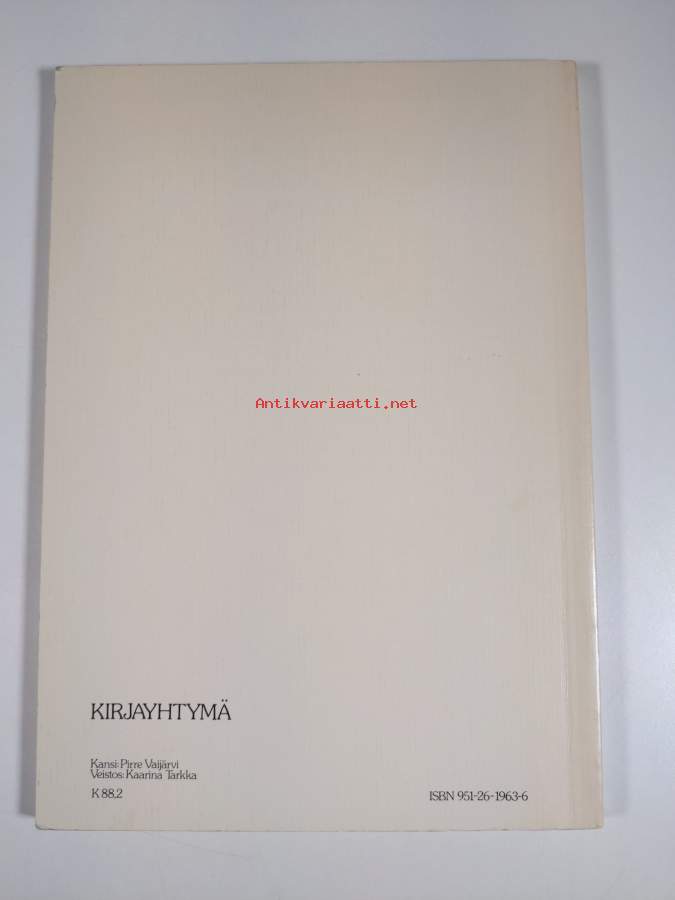 Antikvariaatti.net
KIRJAYHTYMÄ
Kansi: Pirre Vaijärvi
Veistos: Kaarina Tarkka
K 88.2
ISBN 951-26-1963-6